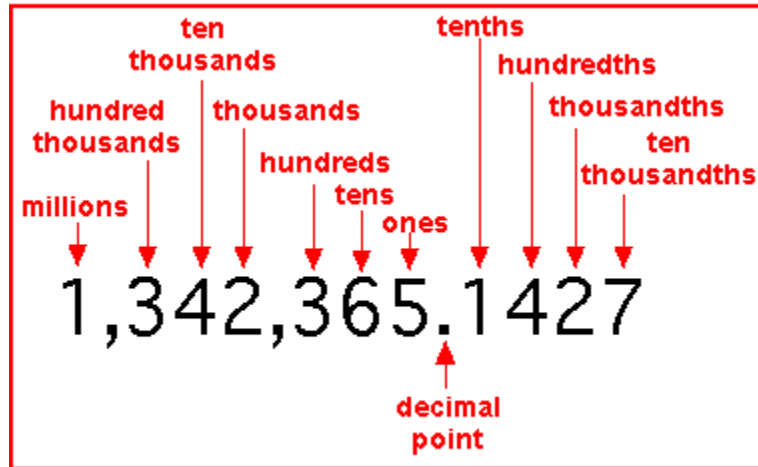 ten
thousands
tenths
hundredths
hundred
thousands
thousands
thousandths
ten
thousandths
hundreds
tens
millions
ones
1,342,365.1427
decimal
point